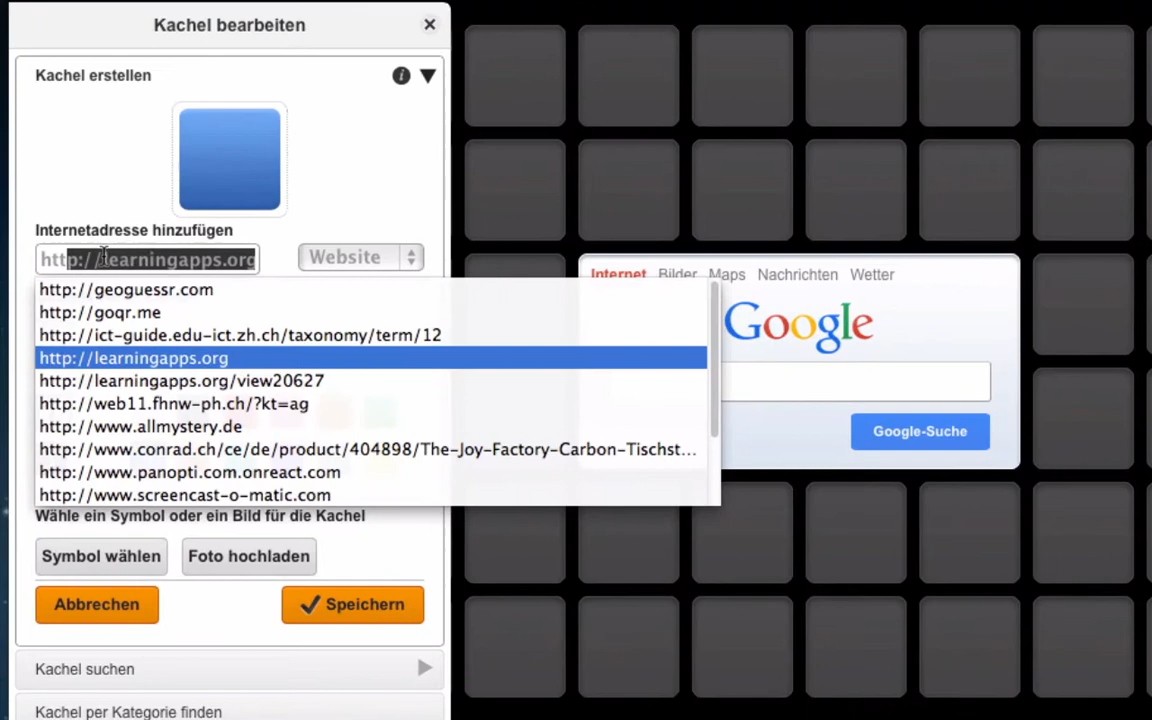 Kachel bearbeiten
Kachel erstellen
Internetadresse hinzufügen
http://learningapps.org
Website
http://geoguessr.com
http://goqr.me
http://ict-guide.edu-ict.zh.ch/taxonomy/term/12
http://learningapps.org
http://learningapps.org/view20627
http://web11.fhnw-ph.ch/?kt=ag
http://www.allmystery.de
http://www.conrad.ch/ce/de/product/404898/The-Joy-Factory-Carbon-Tischst...
http://www.panopti.com.onreact.com
http://www.screencast-o-matic.com
Wähle ein Symbol oder ein Bild für die Kachel
Symbol wählen Foto hochladen
Abbrechen Speichern
Kachel suchen
Kachel per Kategorie finden
Internet Bilder Maps Nachrichten Wetter
Google
Google-Suche